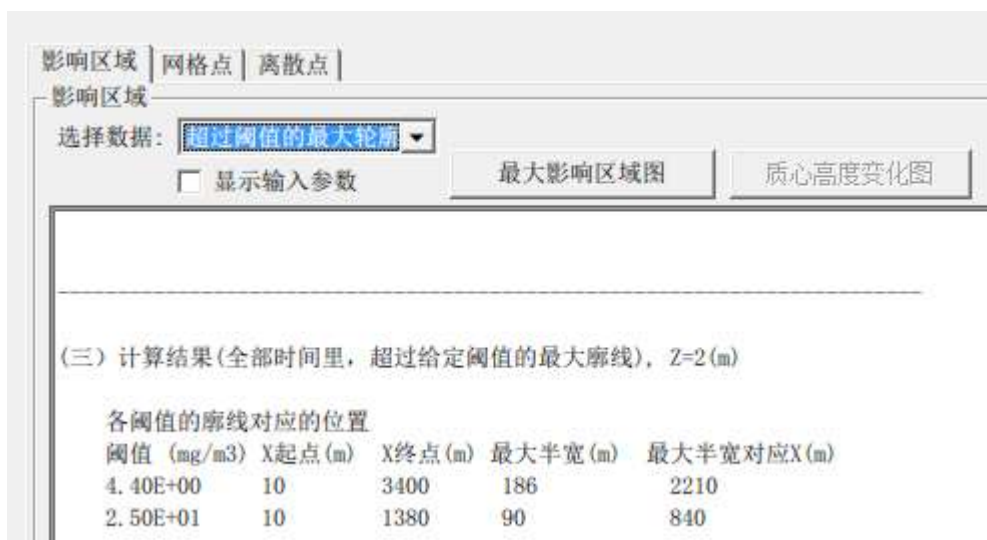 影响区域 网格点 离散点
影响区域
选择数据: 超过阈值的最大轮廓
显示输入参数 最大影响区域图 质心高度变化图
(三) 计算结果(全部时间里, 超过给定阈值的最大廓线), Z=2(m)
各阈值的廓线对应的位置
阈值 (mg/m3) X起点(m) X终点(m) 最大半宽(m) 最大半宽对应X(m)
4.40E+00 10 3400 186 2210
2.50E+01 10 1380 90 840